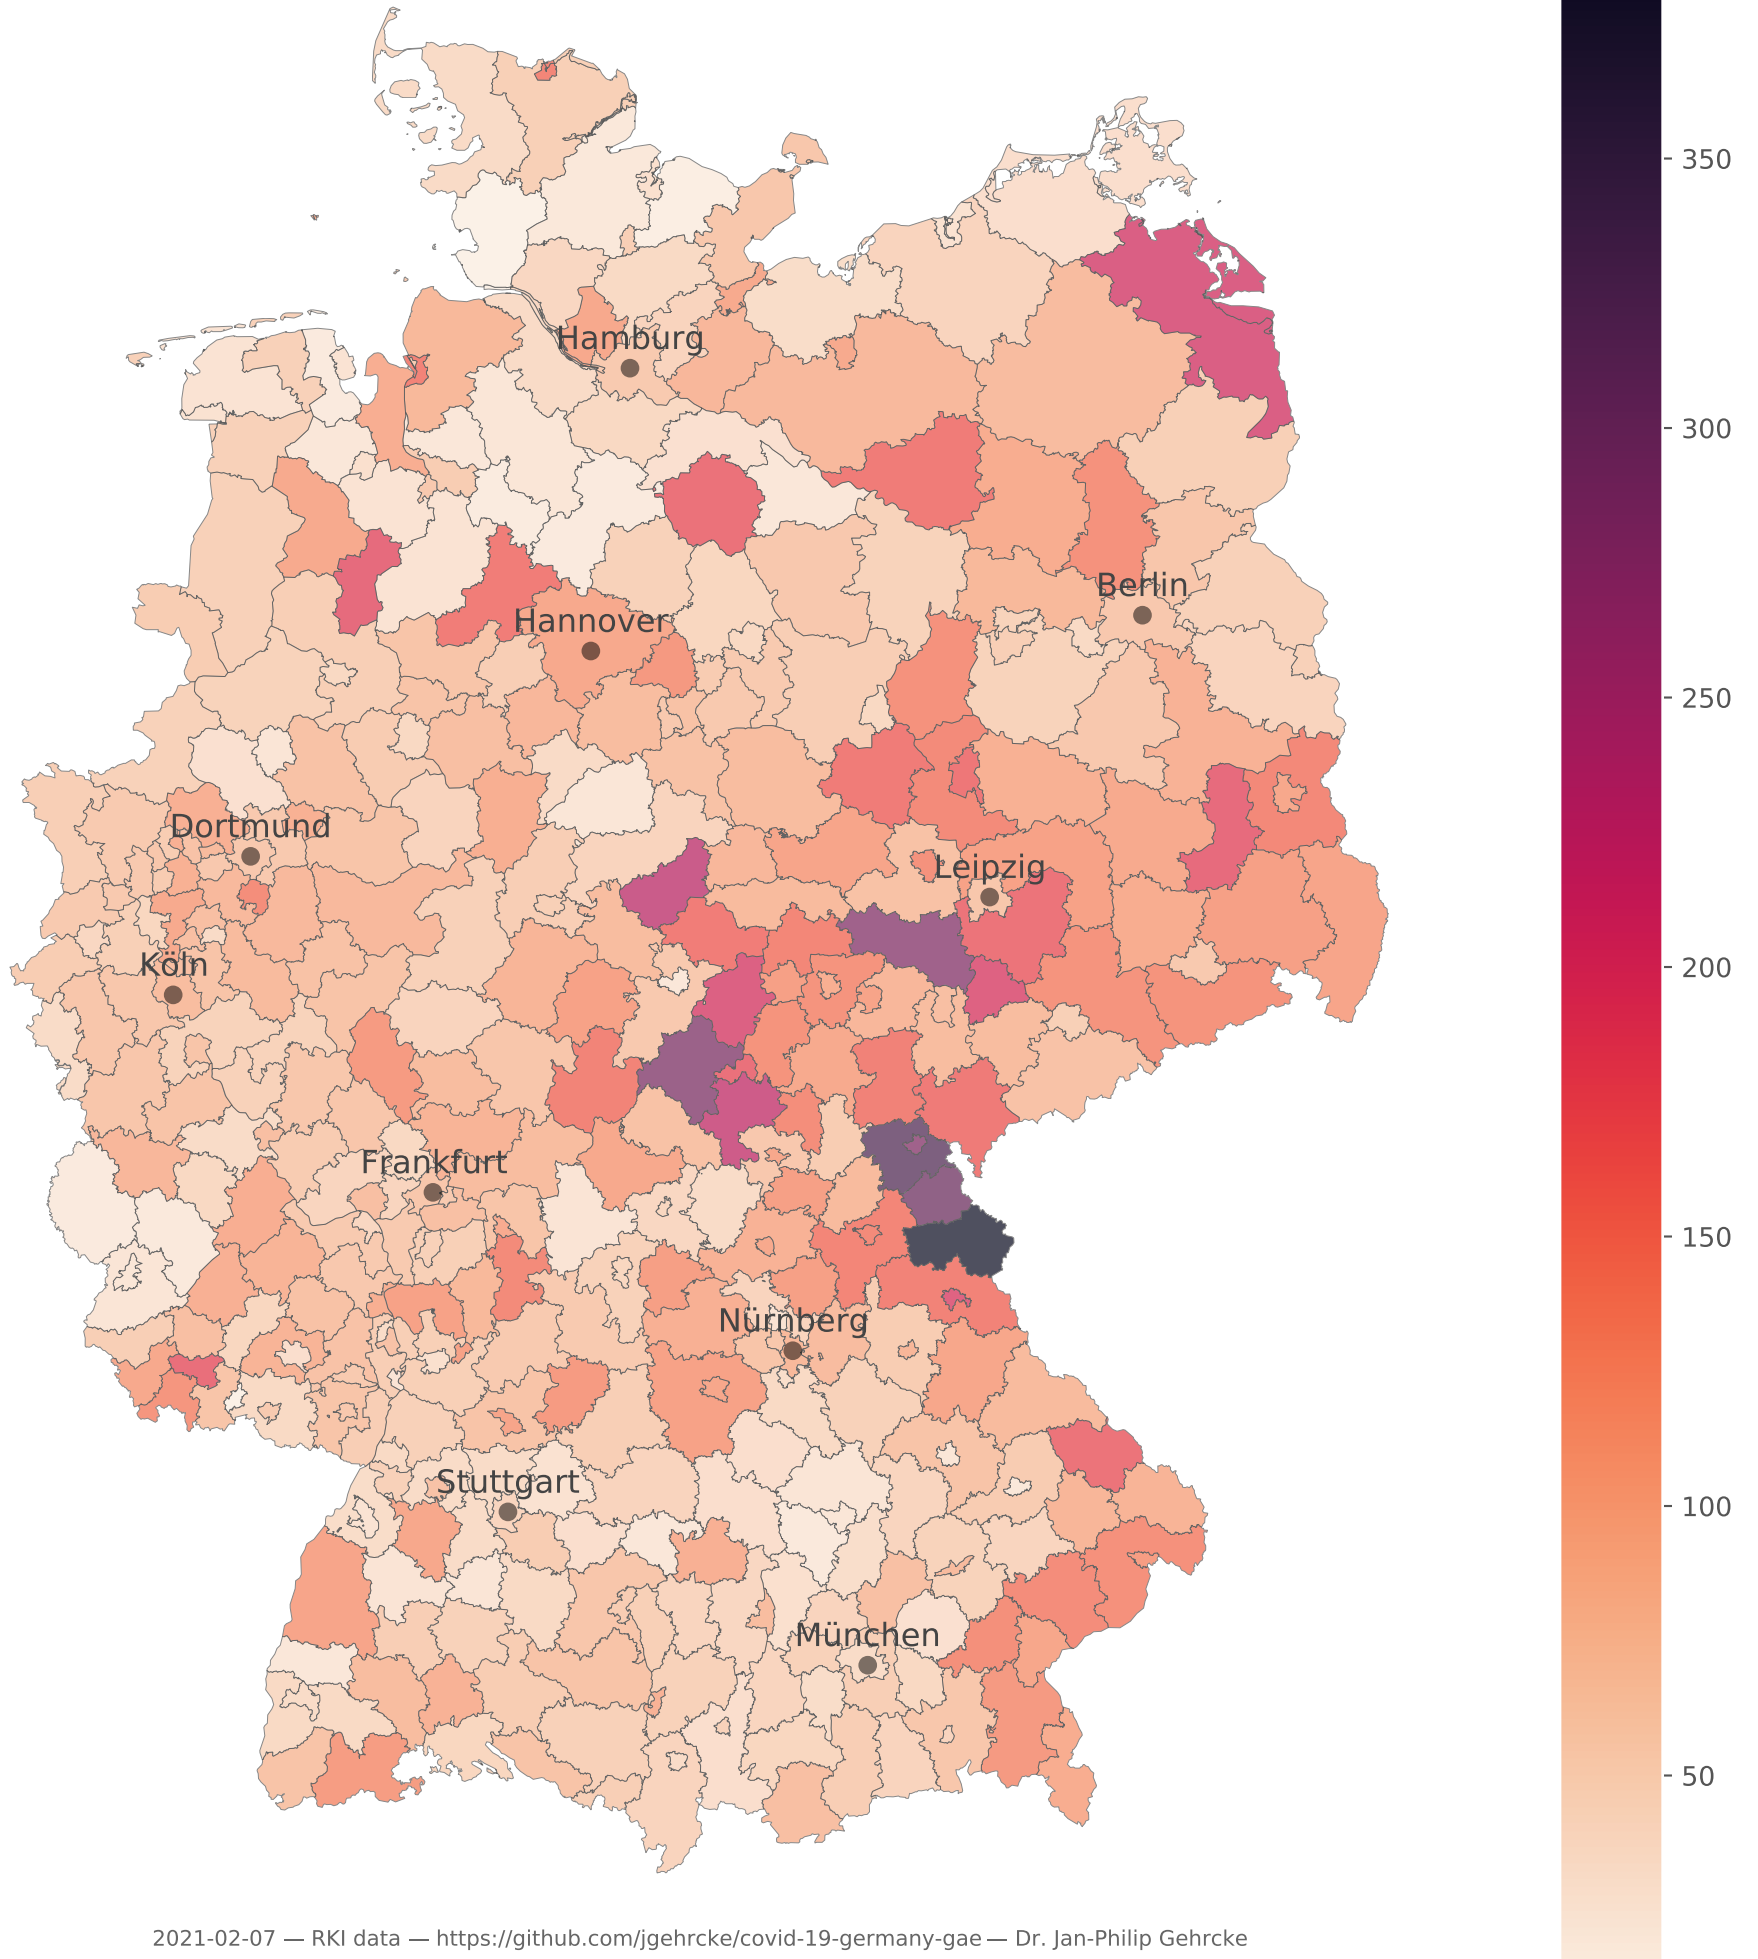 350
300
250
200
150
100
50
Hamburg
Berlin
Hannover
Dortmund
Leipzig
Köln
Frankfurt
Nürnberg
Stuttgart
München
2021-02-07 — RKI data — https://github.com/jgehrcke/covid-19-germany-gae — Dr. Jan-Philip Gehrcke